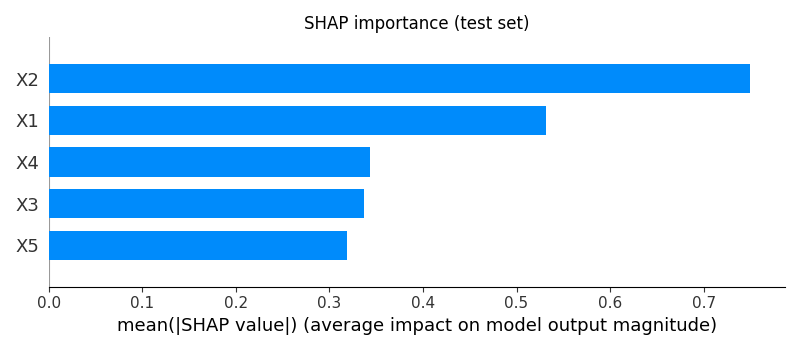 SHAP importance (test set)
X2
X1
X4
X3
X5
0.0 0.1 0.2 0.3 0.4 0.5 0.6 0.7
mean(|SHAP value|) (average impact on model output magnitude)